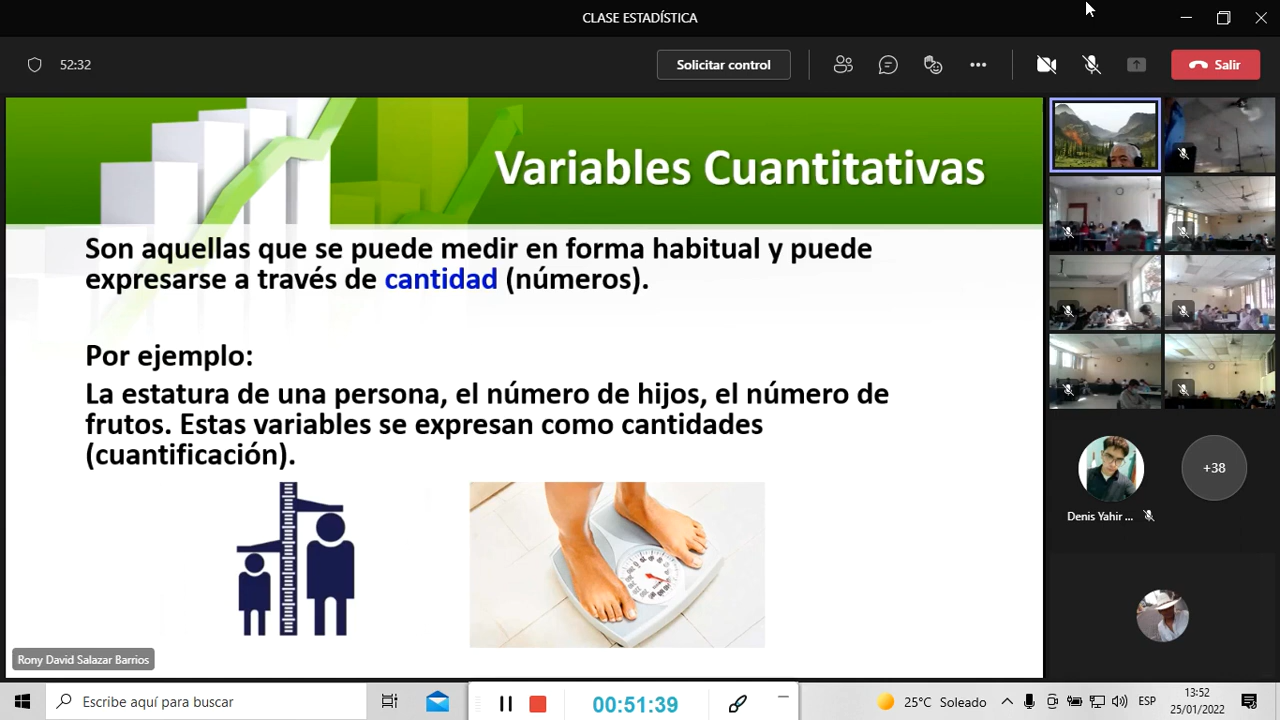 CLASE ESTADÍSTICA
52:32
Solicitar control
Salir
Variables Cuantitativas
Son aquellas que se puede medir en forma habitual y puede
expresarse a través de cantidad (números).
Por ejemplo:
La estatura de una persona, el número de hijos, el número de
frutos. Estas variables se expresan como cantidades
(cuantificación).
+38
Denis Yahir ...
Rony David Salazar Barrios
Escribe aquí para buscar
00:51:39
25°C Soleado
ESP
13:52
25/01/2022